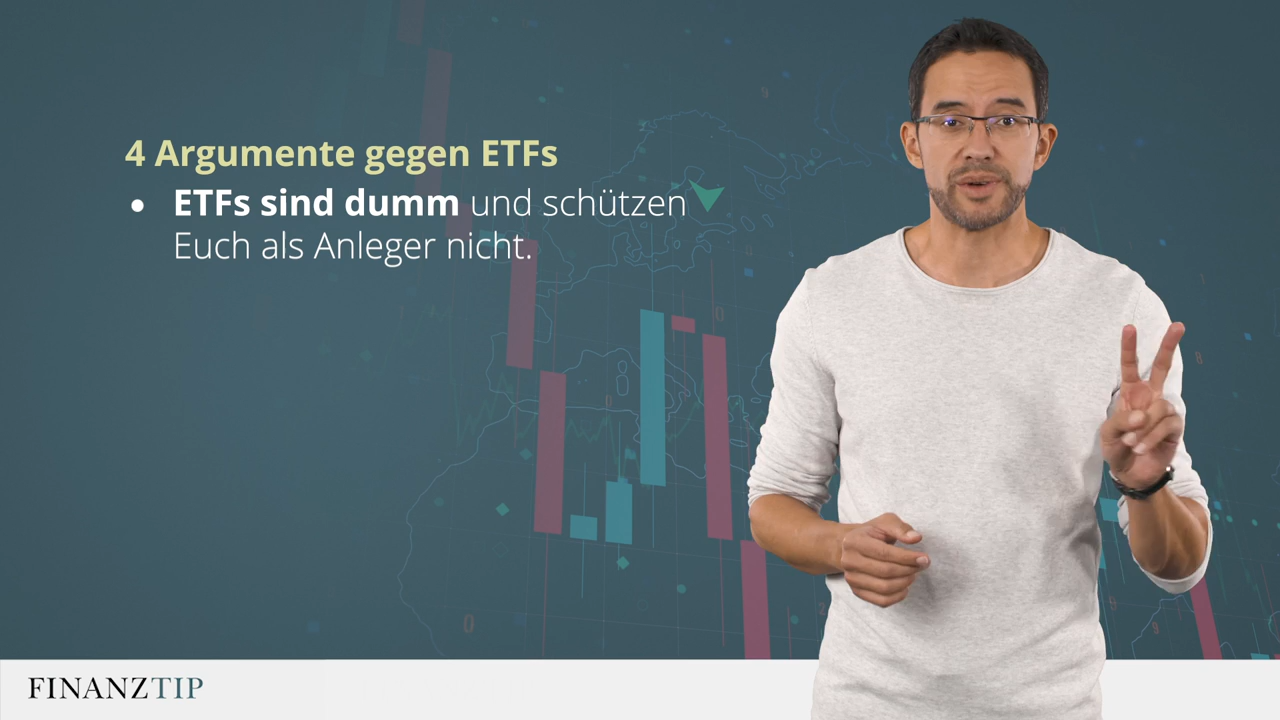 4 Argumente gegen ETFs
• ETFs sind dumm und schützen
Euch als Anleger nicht.
FINANZTIP